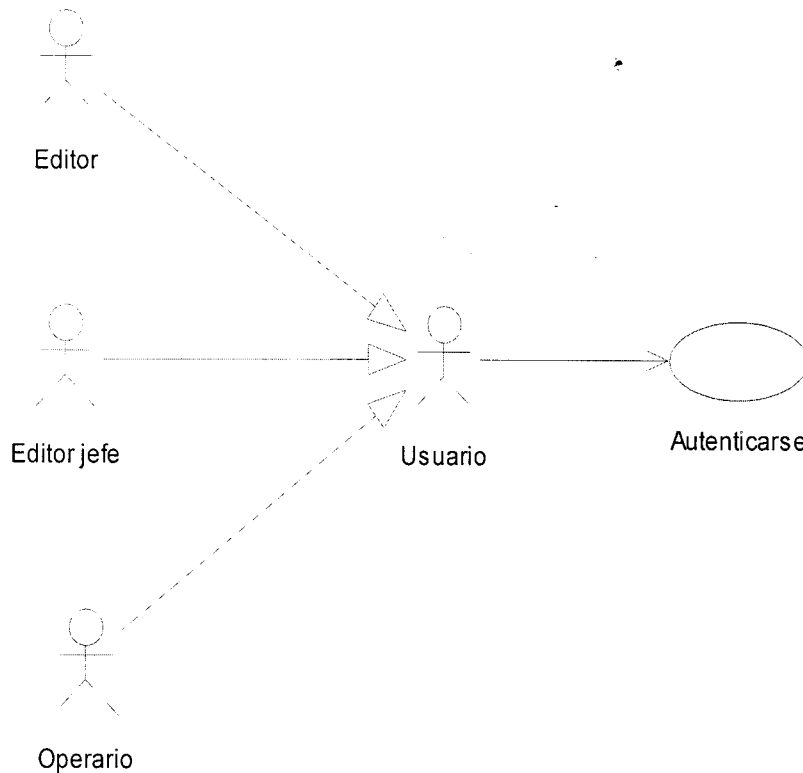 Editor
Editor jefe
Usuario
Autenticarse
Operario